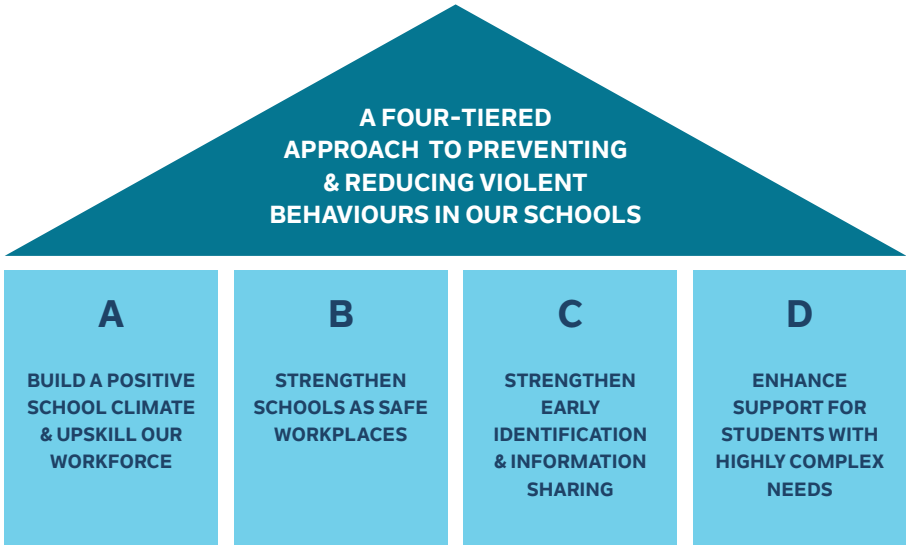 A FOUR-TIERED
APPROACH TO PREVENTING
& REDUCING VIOLENT
BEHAVIOURS IN OUR SCHOOLS
A
BUILD A POSITIVE
SCHOOL CLIMATE
& UPSKILL OUR
WORKFORCE
B
STRENGTHEN
SCHOOLS AS SAFE
WORKPLACES
C
STRENGTHEN
EARLY
IDENTIFICATION
& INFORMATION
SHARING
D
ENHANCE
SUPPORT FOR
STUDENTS WITH
HIGHLY COMPLEX
NEEDS